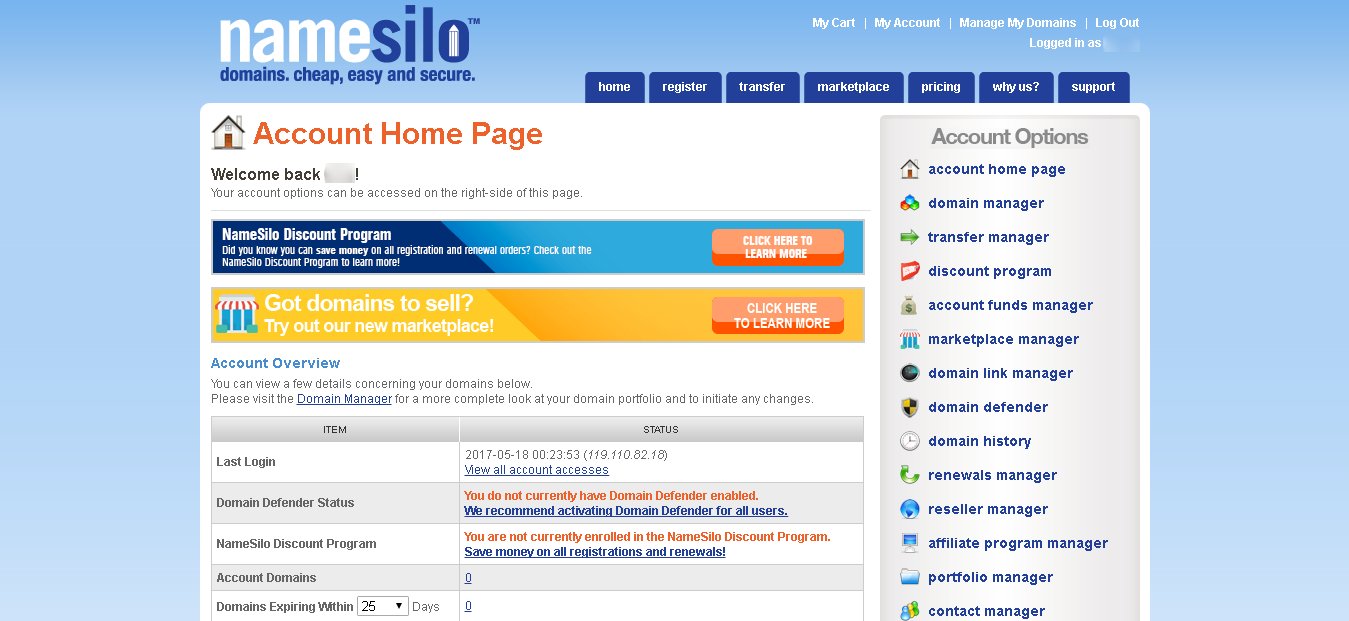 namesilo™
domains. cheap, easy and secure.
My Cart | My Account | Manage My Domains | Log Out
Logged in as
home register transfer marketplace pricing why us? support
Account Home Page
Welcome back !
Your account options can be accessed on the right-side of this page.
NameSilo Discount Program
Did you know you can save money on all registration and renewal orders? Check out the
NameSilo Discount Program to learn more!
CLICK HERE TO
LEARN MORE
Got domains to sell?
Try out our new marketplace!
CLICK HERE
TO LEARN MORE
Account Overview
You can view a few details concerning your domains below.
Please visit the Domain Manager for a more complete look at your domain portfolio and to initiate any changes.
ITEM STATUS
Last Login
2017-05-18 00:23:53 (119.110.82.18)
View all account accesses
Domain Defender Status
You do not currently have Domain Defender enabled.
We recommend activating Domain Defender for all users.
NameSilo Discount Program
You are not currently enrolled in the NameSilo Discount Program.
Save money on all registrations and renewals!
Account Domains 0
Domains Expiring Within 25 Days 0
Account Options
account home page
domain manager
transfer manager
discount program
account funds manager
marketplace manager
domain link manager
domain defender
domain history
renewals manager
reseller manager
affiliate program manager
portfolio manager
contact manager